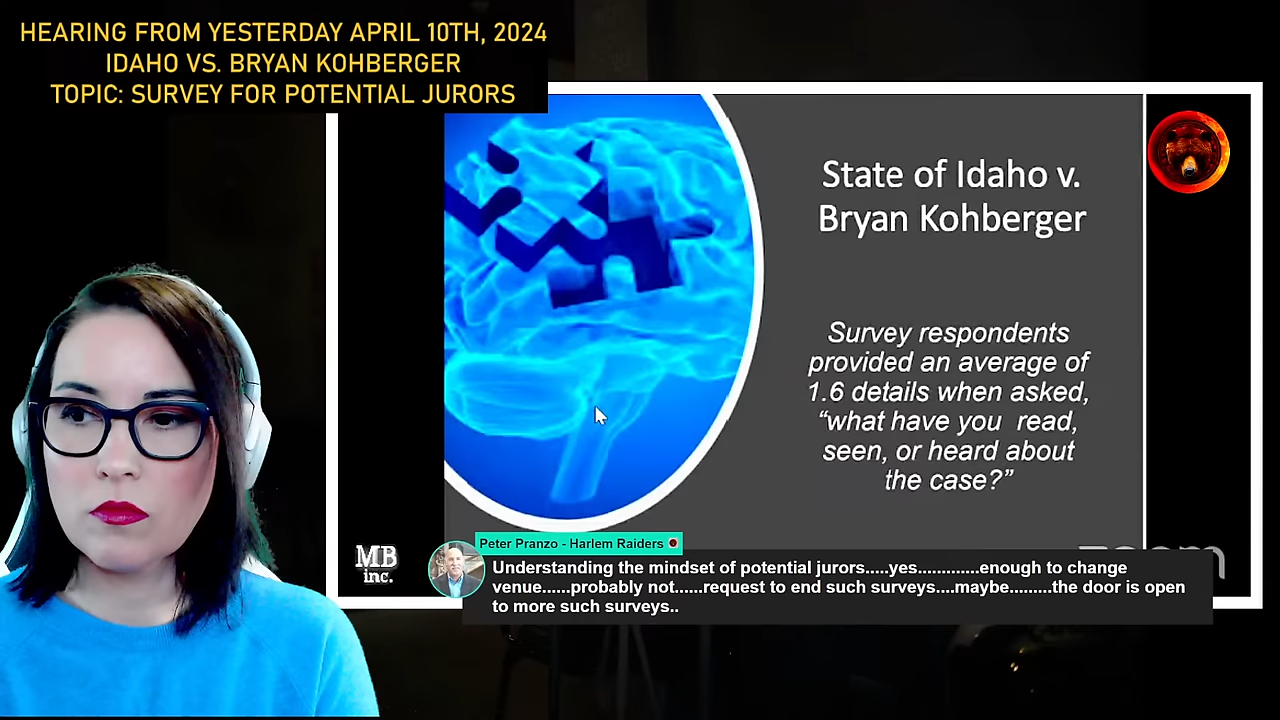 HEARING FROM YESTERDAY APRIL 10TH, 2024
IDAHO VS. BRYAN KOHBERGER
TOPIC: SURVEY FOR POTENTIAL JURORS
State of Idaho v.
Bryan Kohberger
Survey respondents
provided an average of
1.6 details when asked,
“what have you read,
seen, or heard about
the case?”
MB
inc.
zoom
Peter Pranzo - Harlem Raiders
Understanding the mindset of potential jurors.....yes.............enough to change
venue......probably not......request to end such surveys....maybe.........the door is open
to more such surveys..